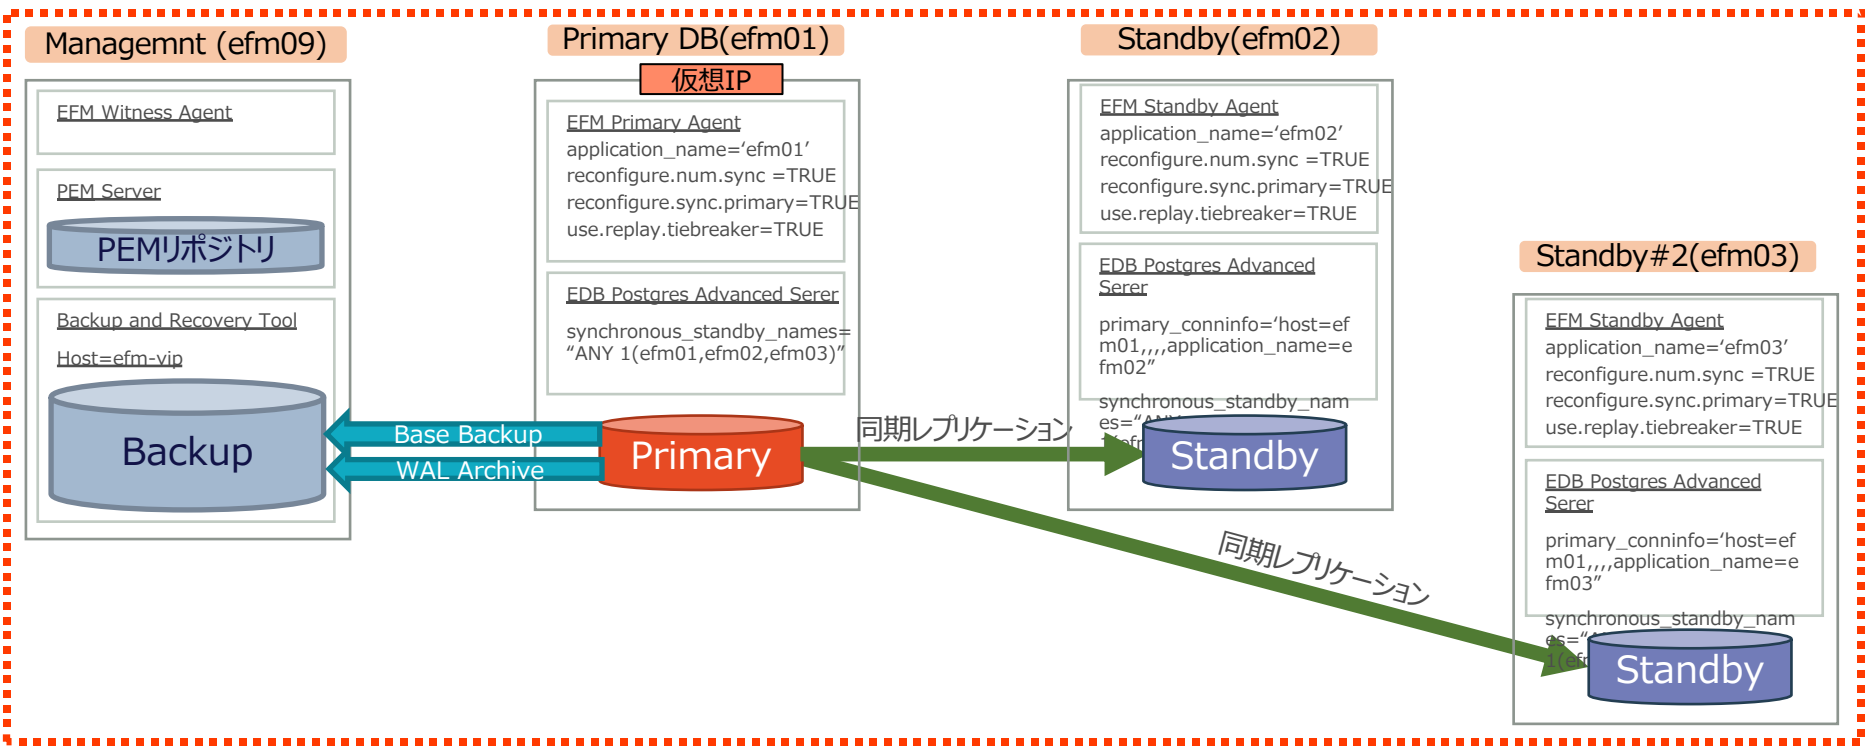 Managemnt (efm09)
EFM Witness Agent
PEM Server
PEMリポジトリ
Backup and Recovery Tool
Host=efm-vip
Backup
Base Backup
WAL Archive
Primary DB(efm01)
仮想IP
EFM Primary Agent
application_name=‘efm01’
reconfigure.num.sync =TRUE
reconfigure.sync.primary=TRUE
use.replay.tiebreaker=TRUE
EDB Postgres Advanced Serer
synchronous_standby_names=
“ANY 1(efm01,efm02,efm03)”
Primary
同期レプリケーション
同期レプリケーション
Standby(efm02)
EFM Standby Agent
application_name=‘efm02’
reconfigure.num.sync =TRUE
reconfigure.sync.primary=TRUE
use.replay.tiebreaker=TRUE
EDB Postgres Advanced
Serer
primary_conninfo=‘host=ef
m01,,,,application_name=e
fm02”
synchronous_standby_nam
es=“ANY
1(efm
Standby
Standby#2(efm03)
EFM Standby Agent
application_name=‘efm03’
reconfigure.num.sync =TRUE
reconfigure.sync.primary=TRUE
use.replay.tiebreaker=TRUE
EDB Postgres Advanced
Serer
primary_conninfo=‘host=ef
m01,,,,application_name=e
fm03”
synchronous_standby_nam
es=“
1(ef
Standby